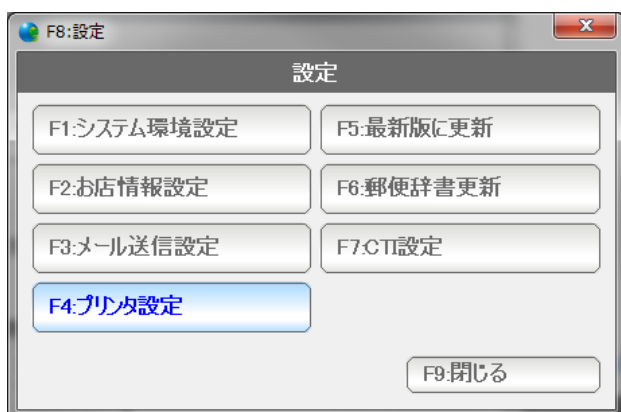 F8:設定
設定
F1:システム環境設定
F5:最新版に更新
F2:お店情報設定
F6:郵便辞書更新
F3:メール送信設定
F7:CTI設定
F4:プリンタ設定
F9:閉じる